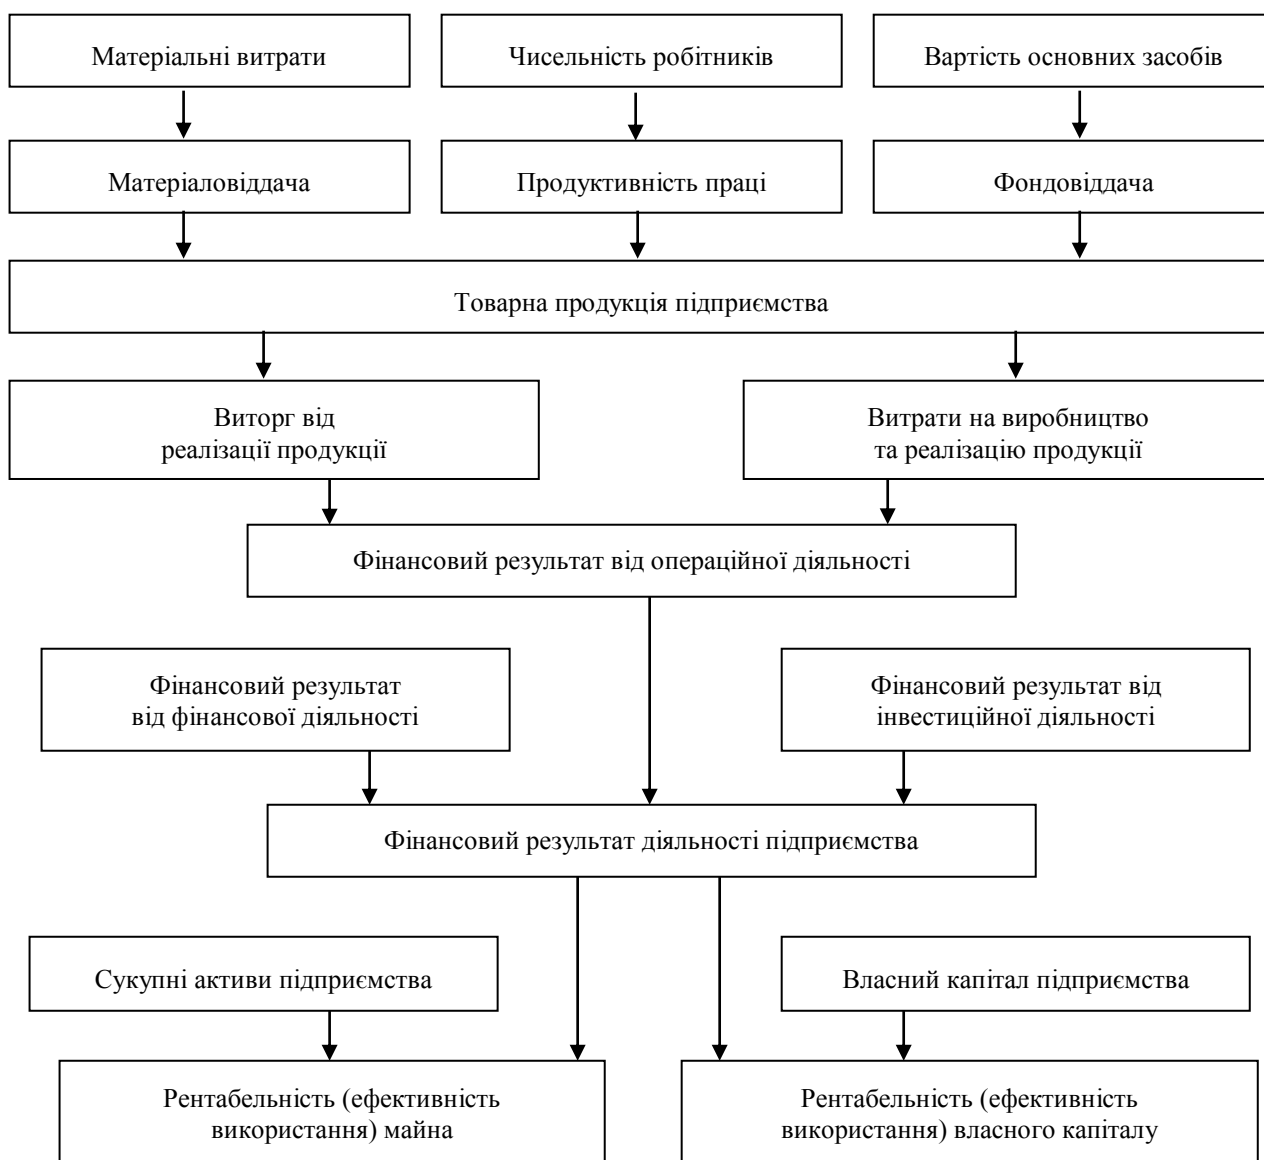 Матеріальні витрати
Чисельність робітників
Вартість основних засобів
Матеріаловіддача
Продуктивність праці
Фондовіддача
Товарна продукція підприємства
Виторг від
реалізації продукції
Витрати на виробництво
та реалізацію продукції
Фінансовий результат від операційної діяльності
Фінансовий результат
від фінансової діяльності
Фінансовий результат від
інвестиційної діяльності
Фінансовий результат діяльності підприємства
Сукупні активи підприємства
Власний капітал підприємства
Рентабельність (ефективність
використання) майна
Рентабельність (ефективність
використання) власного капіталу